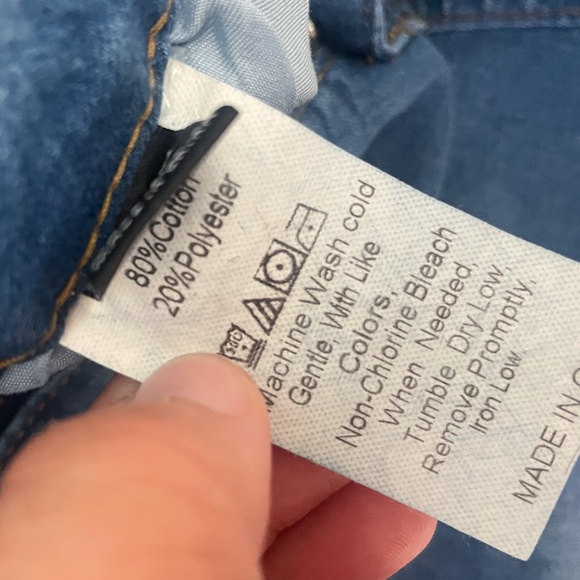 80%Cotton
20%Polyester
Machine Wash cold
Gentle, With Like
Colors,
Non-Chlorine Bleach
When Needed,
Tumble Dry Low,
Remove Promptly,
Iron Low
MADE IN